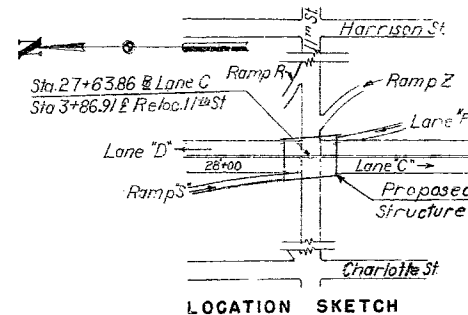 11th St.
Harrison St.
Ramp R
Ramp Z
Sta. 27+63.86 B Lane C
Sta 3+86.91 £ Reloc. 11th St
Lane "F
Lane "D"
28+00
Lane "C"
Ramp "S"
Proposed
Structure
Charlotte St.
LOCATION SKETCH